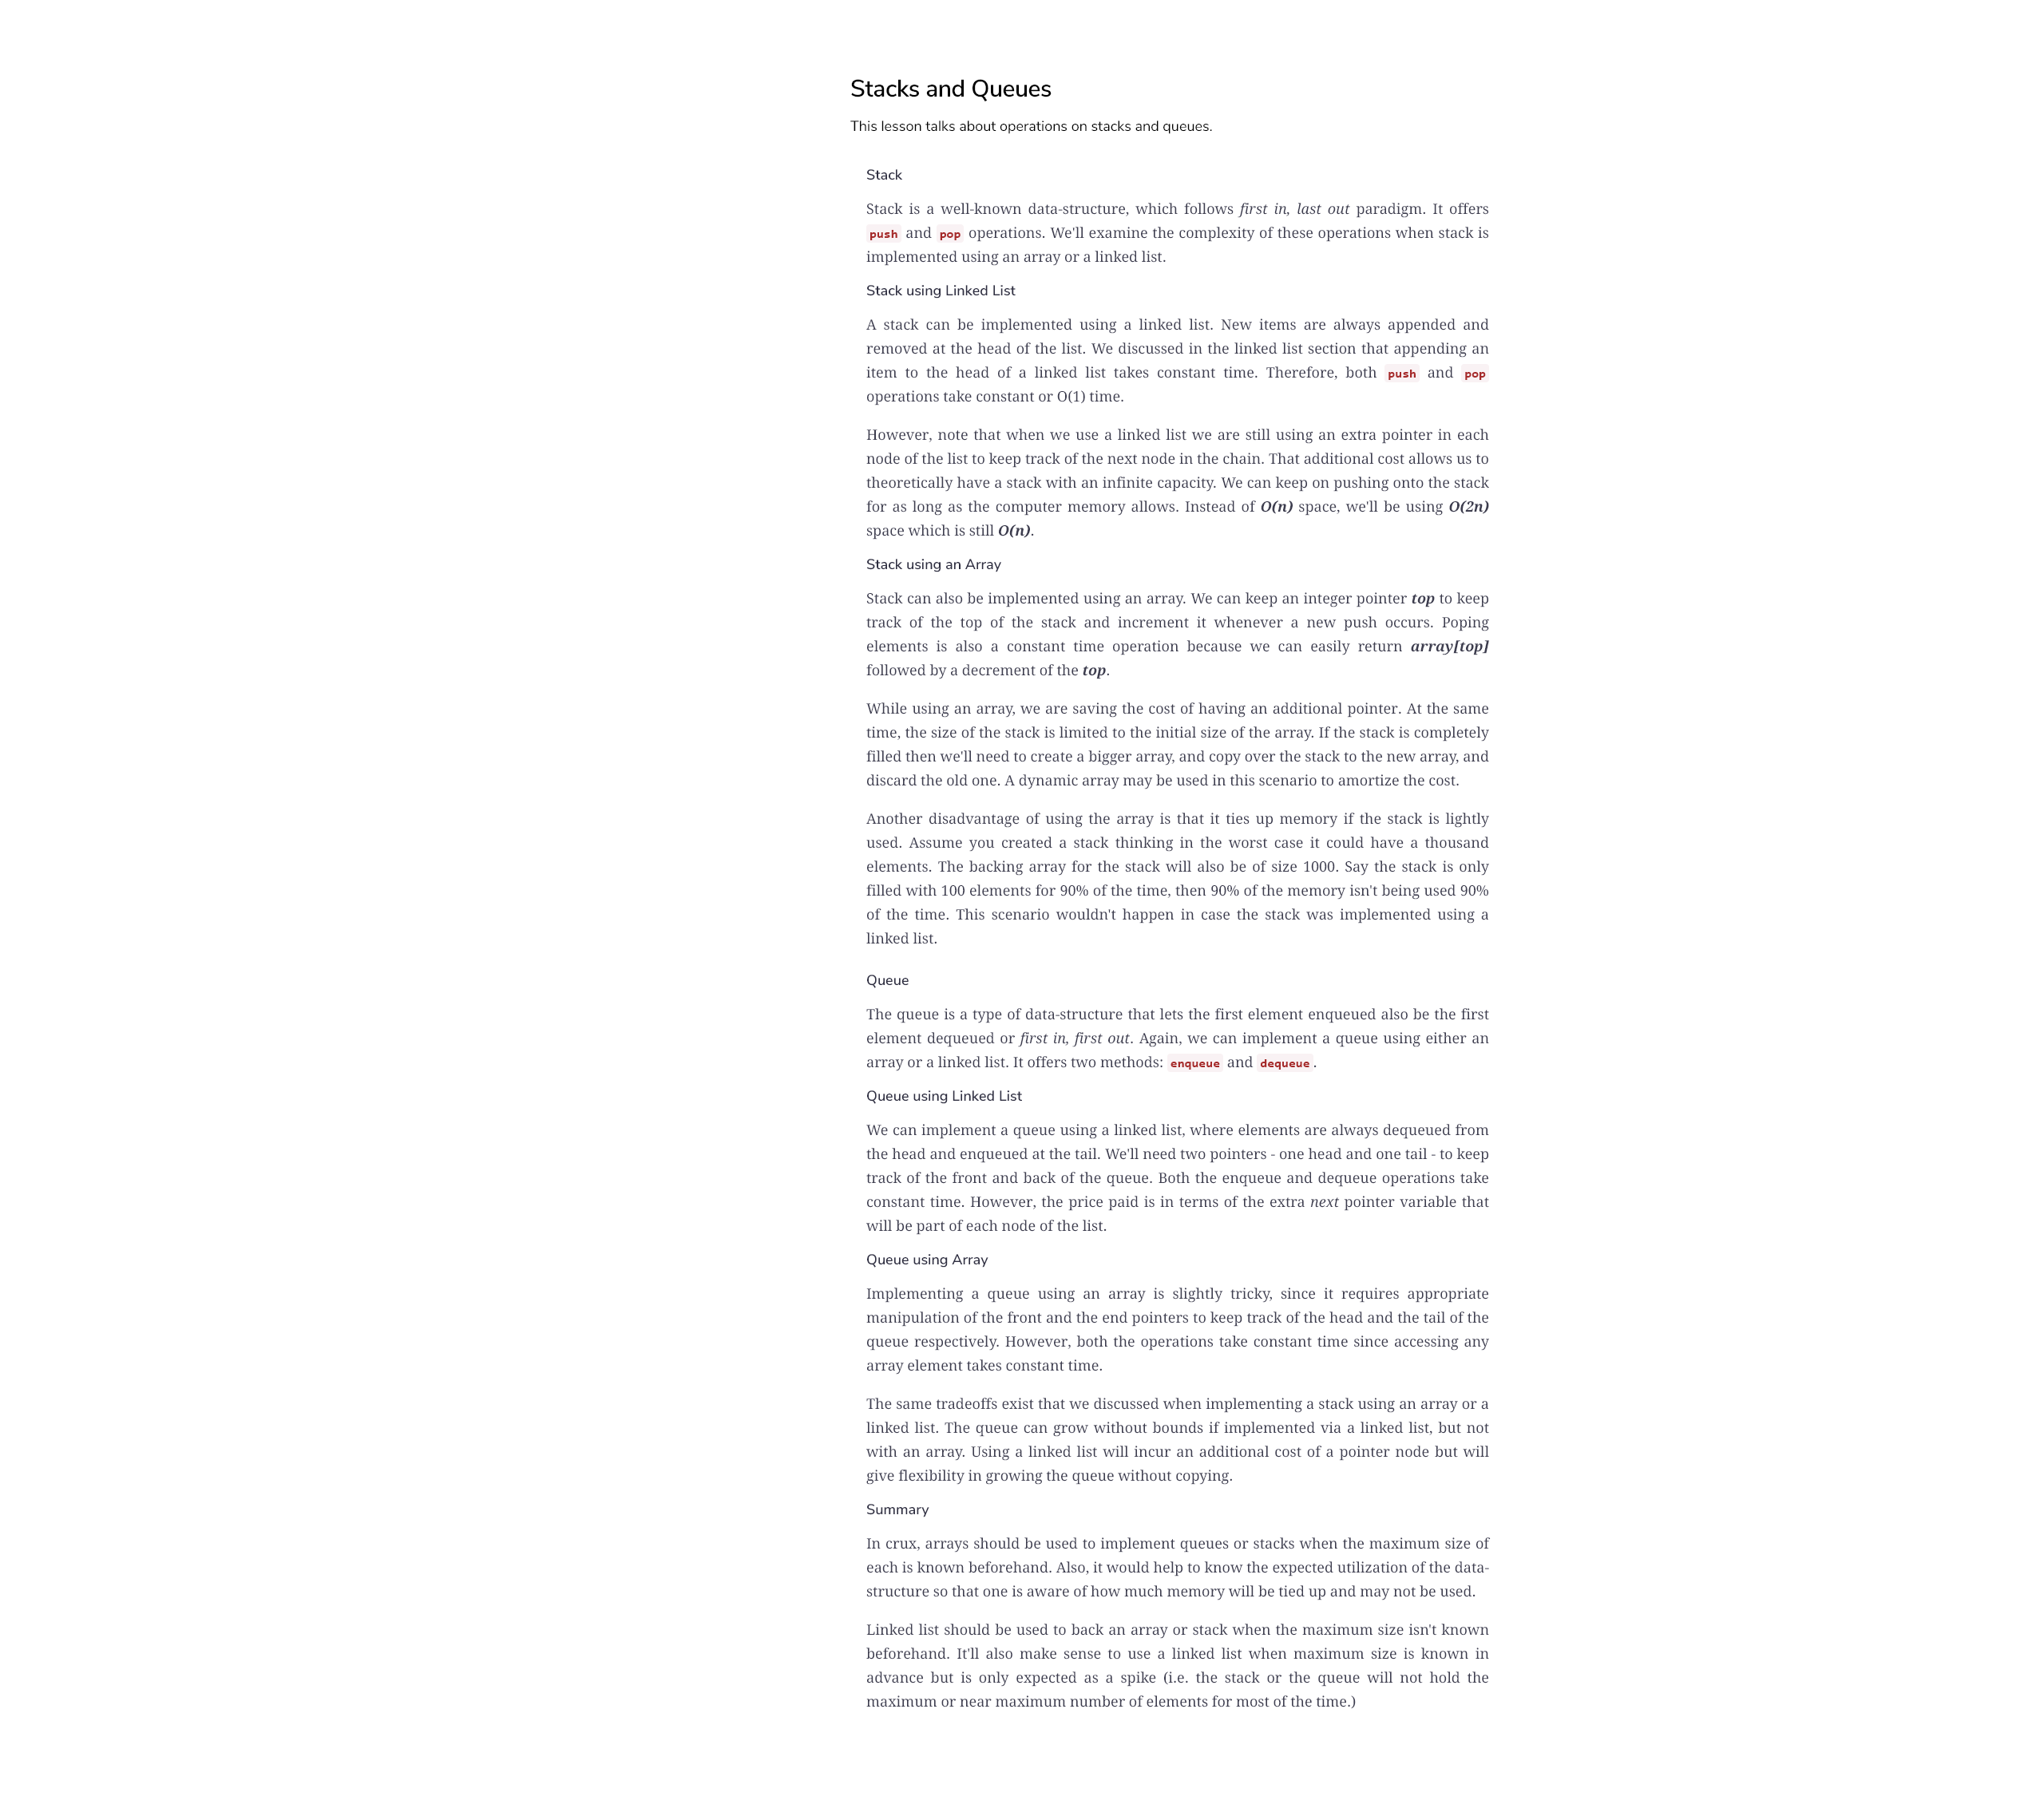 Stacks and Queues
This lesson talks about operations on stacks and queues.
Stack
Stack is a well-known data-structure, which follows first in, last out paradigm. It offers
push and pop operations. We'll examine the complexity of these operations when stack is
implemented using an array or a linked list.
Stack using Linked List
A stack can be implemented using a linked list. New items are always appended and
removed at the head of the list. We discussed in the linked list section that appending an
item to the head of a linked list takes constant time. Therefore, both push and pop
operations take constant or O(1) time.
However, note that when we use a linked list we are still using an extra pointer in each
node of the list to keep track of the next node in the chain. That additional cost allows us to
theoretically have a stack with an infinite capacity. We can keep on pushing onto the stack
for as long as the computer memory allows. Instead of O(n) space, we'll be using O(2n)
space which is still O(n).
Stack using an Array
Stack can also be implemented using an array. We can keep an integer pointer top to keep
track of the top of the stack and increment it whenever a new push occurs. Poping
elements is also a constant time operation because we can easily return array[top]
followed by a decrement of the top.
While using an array, we are saving the cost of having an additional pointer. At the same
time, the size of the stack is limited to the initial size of the array. If the stack is completely
filled then we'll need to create a bigger array, and copy over the stack to the new array, and
discard the old one. A dynamic array may be used in this scenario to amortize the cost.
Another disadvantage of using the array is that it ties up memory if the stack is lightly
used. Assume you created a stack thinking in the worst case it could have a thousand
elements. The backing array for the stack will also be of size 1000. Say the stack is only
filled with 100 elements for 90% of the time, then 90% of the memory isn't being used 90%
of the time. This scenario wouldn't happen in case the stack was implemented using a
linked list.
Queue
The queue is a type of data-structure that lets the first element enqueued also be the first
element dequeued or first in, first out. Again, we can implement a queue using either an
array or a linked list. It offers two methods: enqueue and dequeue.
Queue using Linked List
We can implement a queue using a linked list, where elements are always dequeued from
the head and enqueued at the tail. We'll need two pointers - one head and one tail - to keep
track of the front and back of the queue. Both the enqueue and dequeue operations take
constant time. However, the price paid is in terms of the extra next pointer variable that
will be part of each node of the list.
Queue using Array
Implementing a queue using an array is slightly tricky, since it requires appropriate
manipulation of the front and the end pointers to keep track of the head and the tail of the
queue respectively. However, both the operations take constant time since accessing any
array element takes constant time.
The same tradeoffs exist that we discussed when implementing a stack using an array or a
linked list. The queue can grow without bounds if implemented via a linked list, but not
with an array. Using a linked list will incur an additional cost of a pointer node but will
give flexibility in growing the queue without copying.
Summary
In crux, arrays should be used to implement queues or stacks when the maximum size of
each is known beforehand. Also, it would help to know the expected utilization of the data-
structure so that one is aware of how much memory will be tied up and may not be used.
Linked list should be used to back an array or stack when the maximum size isn't known
beforehand. It'll also make sense to use a linked list when maximum size is known in
advance but is only expected as a spike (i.e. the stack or the queue will not hold the
maximum or near maximum number of elements for most of the time.)